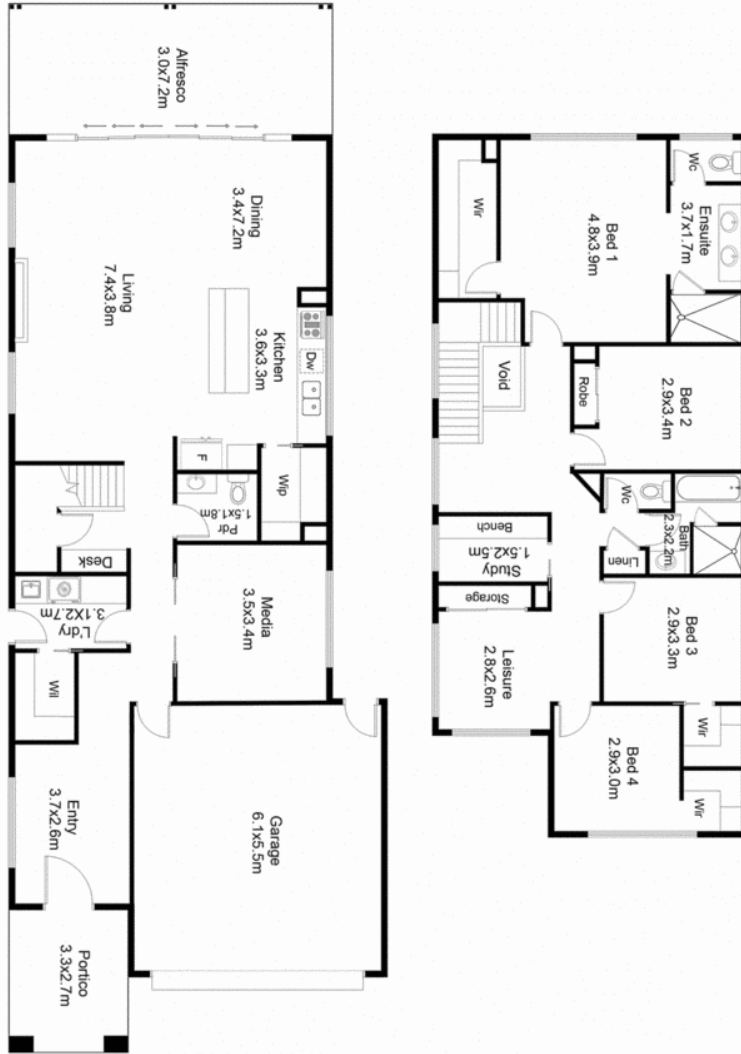 Alfresco
3.0x7.2m
Dining
3.4x7.2m
Living
7.4x3.8m
Kitchen
3.6x3.3m
Dw
F
Wip
Pdr
1.5x1.8m
Desk
L'dry
3.1X2.7m
Wil
Media
3.5x3.4m
Entry
3.7x2.6m
Garage
6.1x5.5m
Portico
3.3x2.7m
Wir
Bed 1
4.8x3.9m
Wc
Ensuite
3.7x1.7m
Void
Robe
Bed 2
2.9x3.4m
Wc
Bath
2.3x2.2m
Linen
Bench
Study
1.5x2.5m
Storage
Leisure
2.8x2.6m
Bed 3
2.9x3.3m
Wir
Bed 4
2.9x3.0m
Wir